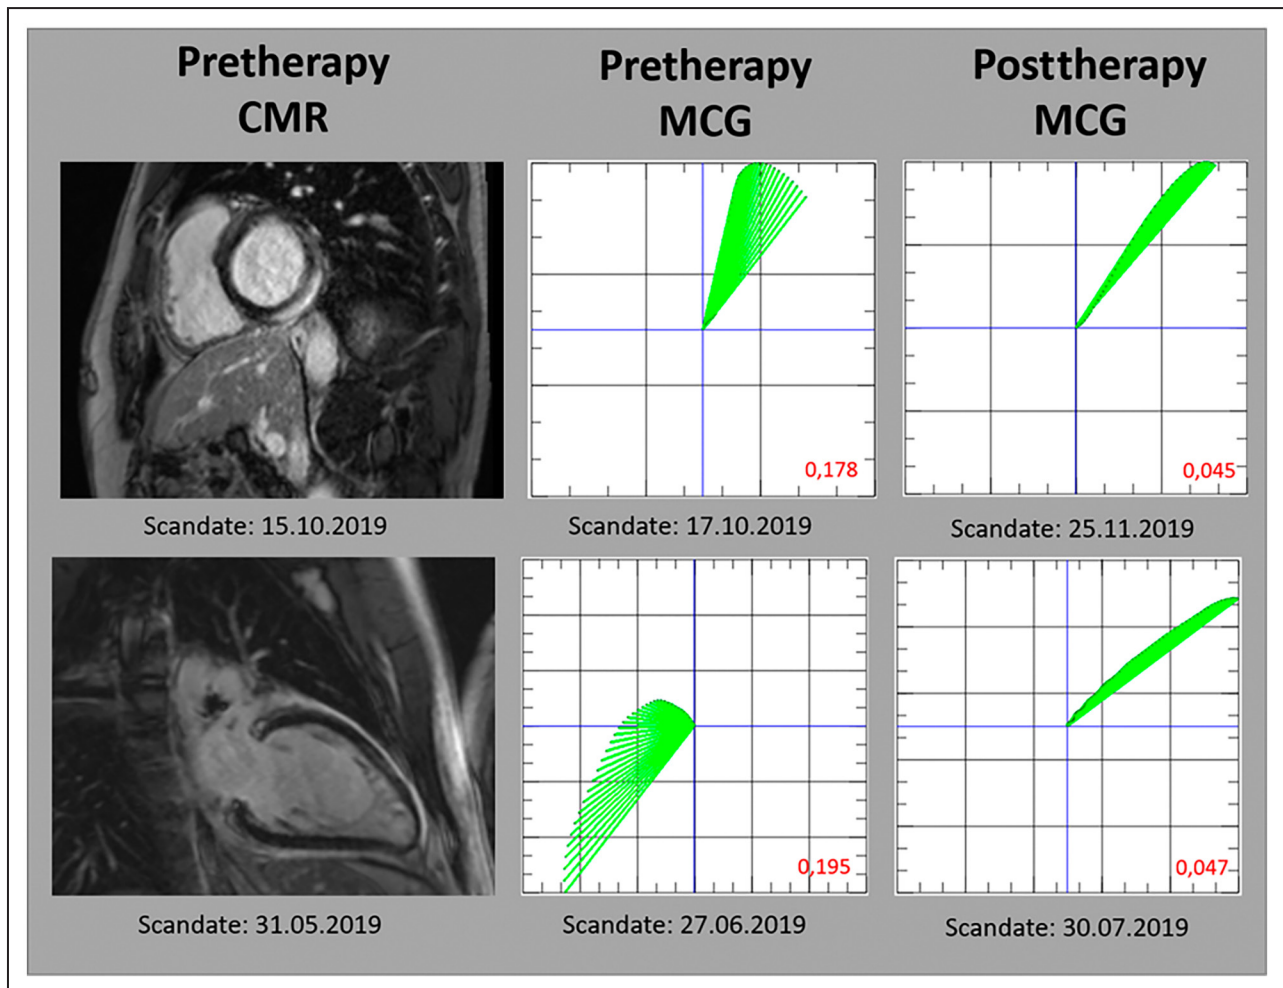 Pretherapy
CMR
Pretherapy
MCG
Posttherapy
MCG
0,178
0,045
Scandate: 15.10.2019
Scandate: 17.10.2019
Scandate: 25.11.2019
0,195
0,047
Scandate: 31.05.2019
Scandate: 27.06.2019
Scandate: 30.07.2019